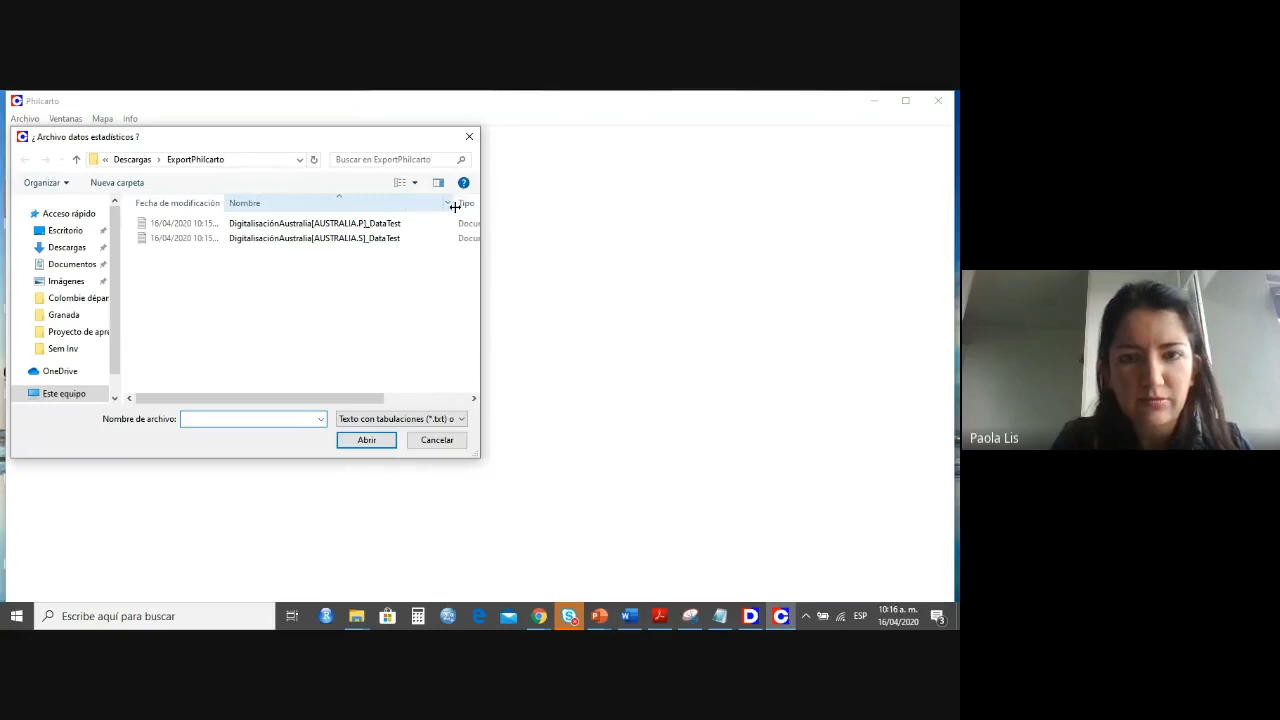 Philcarto
Archivo Ventanas Mapa Info
¿ Archivo datos estadísticos ?
« Descargas › ExportPhilcarto
Buscar en ExportPhilcarto
Organizar Nueva carpeta
Fecha de modificación Nombre Tipo
16/04/2020 10:15... DigitalisaciónAustralia[AUSTRALIA.P]_DataTest Docu
16/04/2020 10:15... DigitalisaciónAustralia[AUSTRALIA.S]_DataTest Docu
Acceso rápido
Escritorio
Descargas
Documentos
Imágenes
Colombie dépar
Granada
Proyecto de apre
Sem Inv
OneDrive
Este equipo
Nombre de archivo: Texto con tabulaciones (*.txt) o
Abrir Cancelar
Paola Lis
Escribe aquí para buscar
ESP
10:16 a. m.
16/04/2020
3